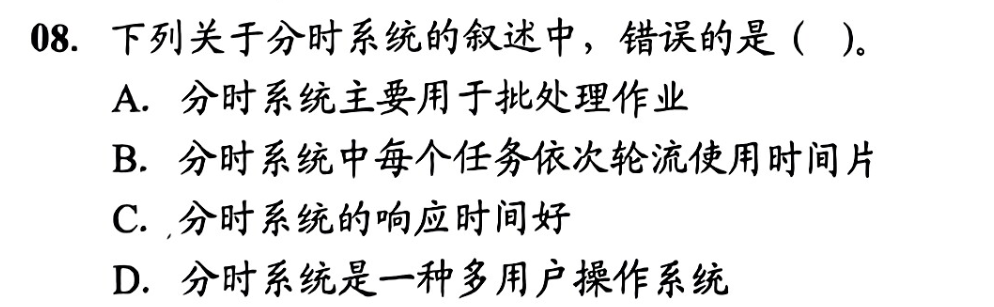 08. 下列关于分时系统的叙述中，错误的是（ ）。
A. 分时系统主要用于批处理作业
B. 分时系统中每个任务依次轮流使用时间片
C. 分时系统的响应时间好
D. 分时系统是一种多用户操作系统